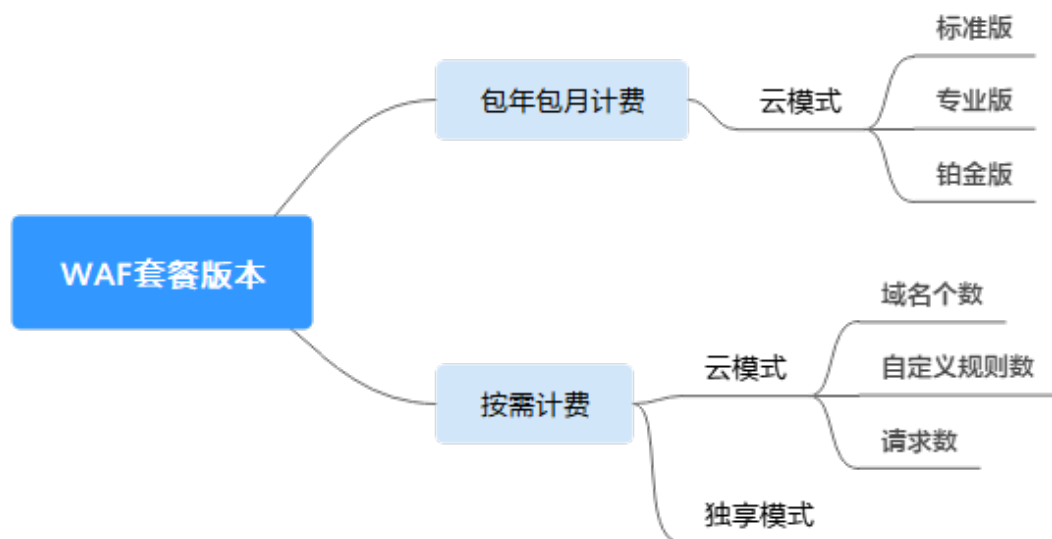 WAF套餐版本
包年包月计费
云模式
标准版
专业版
铂金版
按需计费
云模式
域名个数
自定义规则数
请求数
独享模式